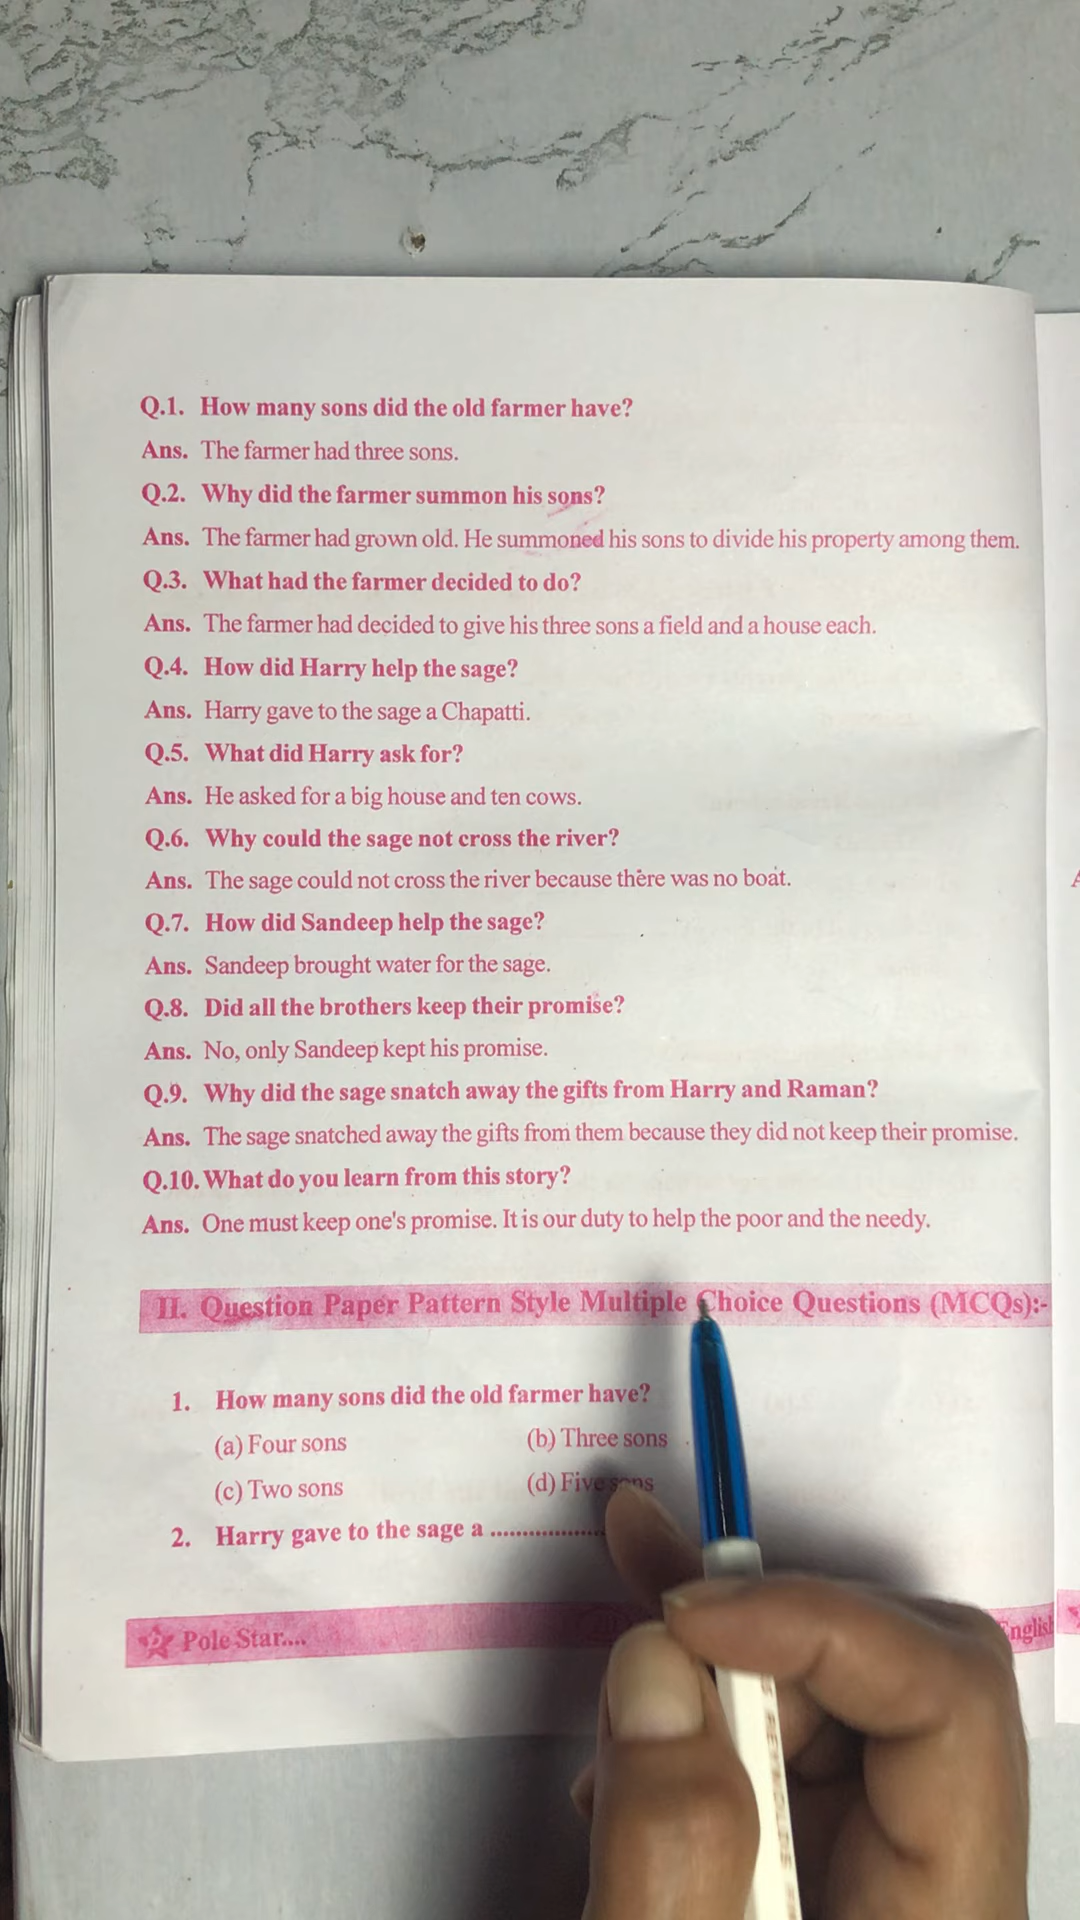 Q.1. How many sons did the old farmer have?
Ans. The farmer had three sons.
Q.2. Why did the farmer summon his sons?
Ans. The farmer had grown old. He summoned his sons to divide his property among them.
Q.3. What had the farmer decided to do?
Ans. The farmer had decided to give his three sons a field and a house each.
Q.4. How did Harry help the sage?
Ans. Harry gave to the sage a Chapatti.
Q.5. What did Harry ask for?
Ans. He asked for a big house and ten cows.
Q.6. Why could the sage not cross the river?
Ans. The sage could not cross the river because there was no boat.
Q.7. How did Sandeep help the sage?
Ans. Sandeep brought water for the sage.
Q.8. Did all the brothers keep their promise?
Ans. No, only Sandeep kept his promise.
Q.9. Why did the sage snatch away the gifts from Harry and Raman?
Ans. The sage snatched away the gifts from them because they did not keep their promise.
Q.10. What do you learn from this story?
Ans. One must keep one's promise. It is our duty to help the poor and the needy.
II. Question Paper Pattern Style Multiple Choice Questions (MCQs):-
1. How many sons did the old farmer have?
(a) Four sons (b) Three sons
(c) Two sons (d) Five sons
2. Harry gave to the sage a ..................
Pole Star....
English
REYNOLDS